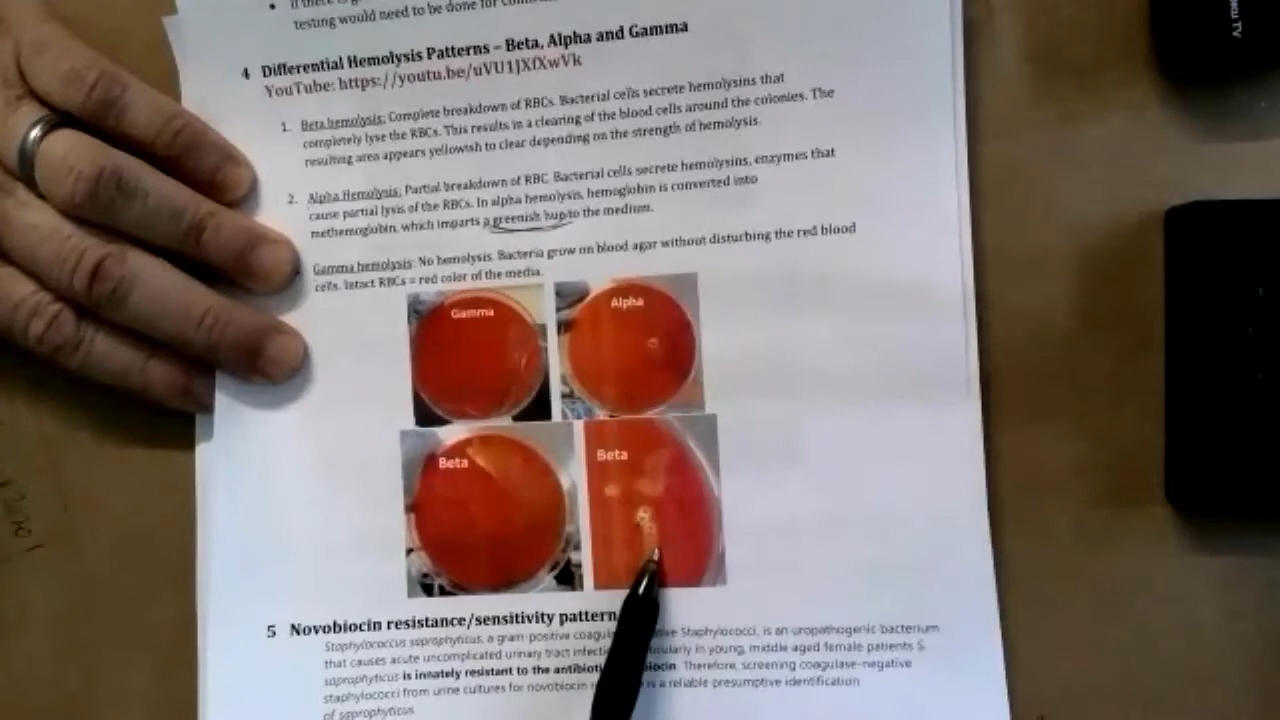 testing would need to be done for
4 Differential Hemolysis Patterns – Beta, Alpha and Gamma
YouTube: https://youtu.be/uVU1JXfXwVk
1. Beta hemolysis: Complete breakdown of RBCs. Bacterial cells secrete hemolysins that
completely lyse the RBCs. This results in a clearing of the blood cells around the colonies. The
resulting area appears yellowish to clear depending on the strength of hemolysis.
2. Alpha Hemolysis: Partial breakdown of RBC. Bacterial cells secrete hemolysins, enzymes that
cause partial lysis of the RBCs. In alpha hemolysis, hemoglobin is converted into
methemoglobin, which imparts a greenish hue to the medium.
Gamma hemolysis: No hemolysis. Bacteria grow on blood agar without disturbing the red blood
cells. Intact RBCs = red color of the media.
Gamma
Alpha
Beta
Beta
5 Novobiocin resistance/sensitivity pattern
Staphylococcus saprophyticus, a gram-positive Staphylococci, is an uropathogenic bacterium
that causes acute uncomplicated urinary tract in young, middle aged female patients S.
saprophyticus is innately resistant to the Therefore, screening coagulase-negative
staphylococci from urine cultures for novobiocin is a reliable presumptive identification
of saprophyticus
TV